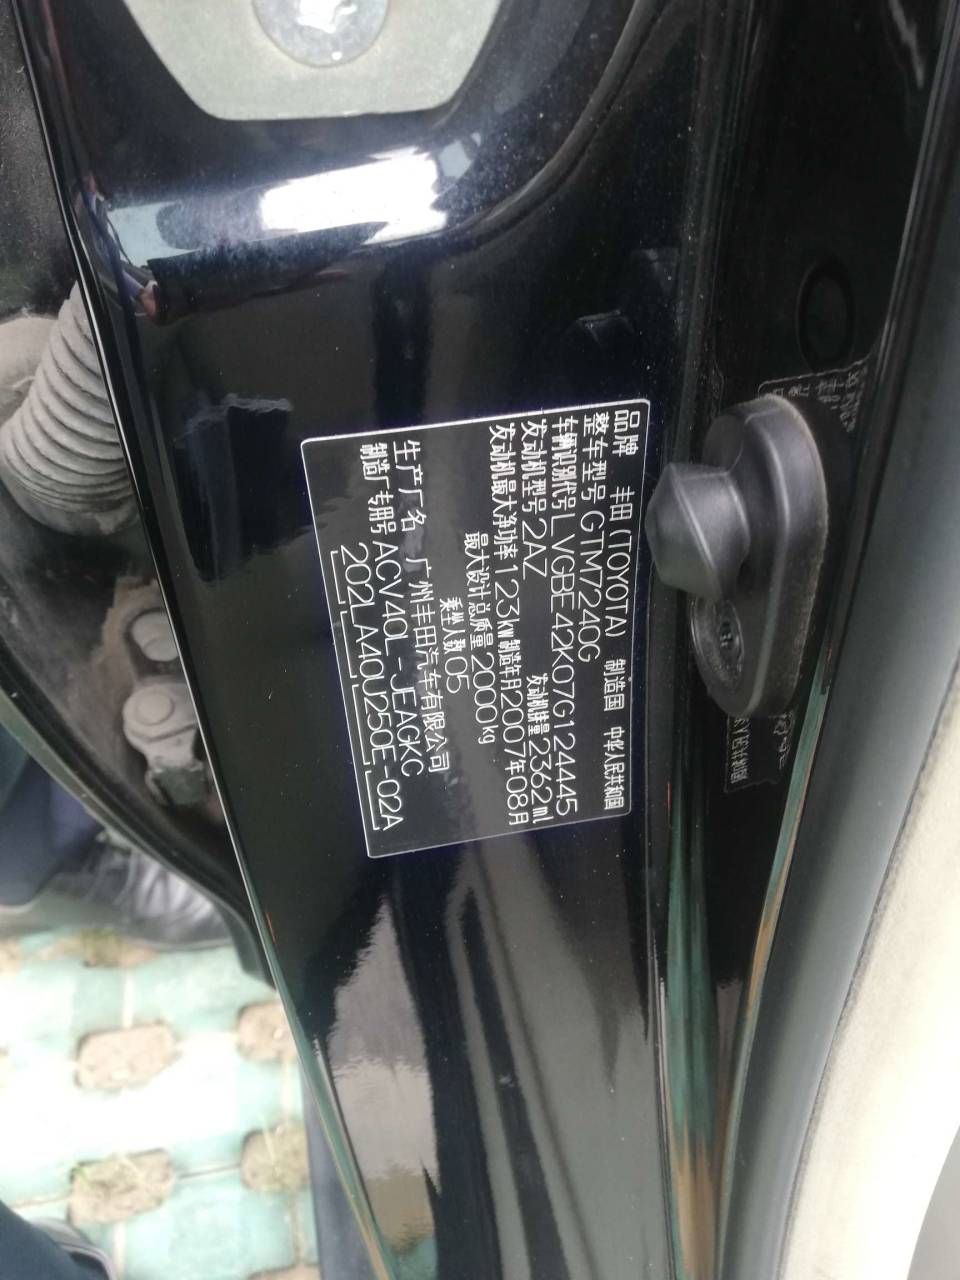 品牌 丰田(TOYOTA) 制造国 中华人民共和国
整车型号 GTM7240G
车辆识别代号 LVGBE42K07G124445
发动机型号 2AZ 发动机排量 2362ml
发动机最大净功率 123kw 制造年月 2007年08月
最大设计总质量 2000kg
乘坐人数 05
生产厂名 广州丰田汽车有限公司
制造厂专用号 ACV40L-JEAGKC
202LA40U250E-02A